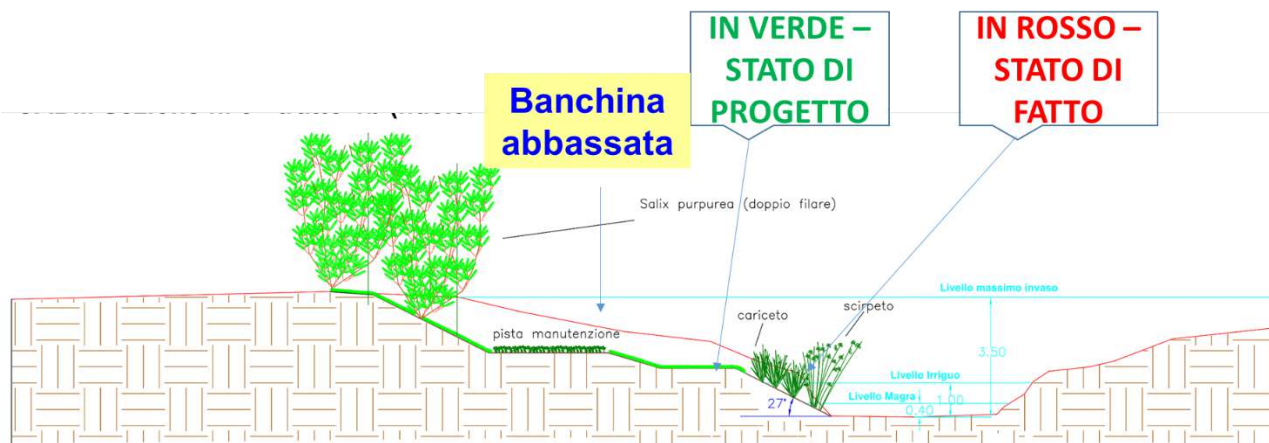 IN VERDE –
STATO DI
PROGETTO
IN ROSSO –
STATO DI
FATTO
Banchina
abbassata
Salix purpurea (doppio filare)
Livello massimo invaso
cariceto
scirpeto
pista manutenzione
3.50
Livello Irriguo
Livello Magra
1.00
27°
0.40